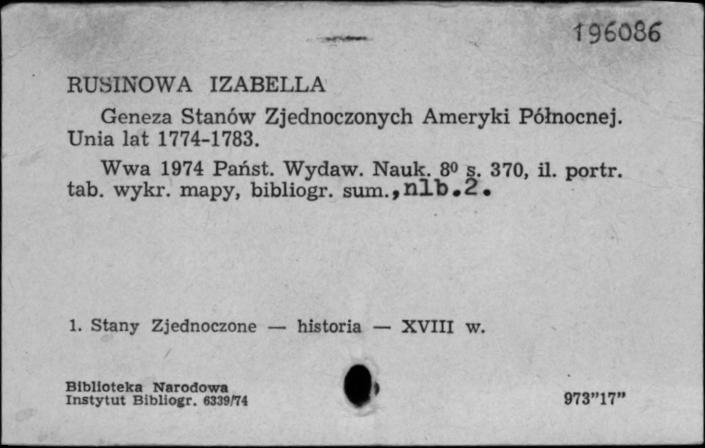 196086
RUSINOWA IZABELLA
Geneza Stanów Zjednoczonych Ameryki Północnej.
Unia lat 1774-1783.
Wwa 1974 Państ. Wydaw. Nauk. 8⁰ s. 370, il. portr.
tab. wykr. mapy, bibliogr. sum.,nlb.2.
1. Stany Zjednoczone — historia — XVIII w.
Biblioteka Narodowa
Instytut Bibliogr. 6339/74
973”17”